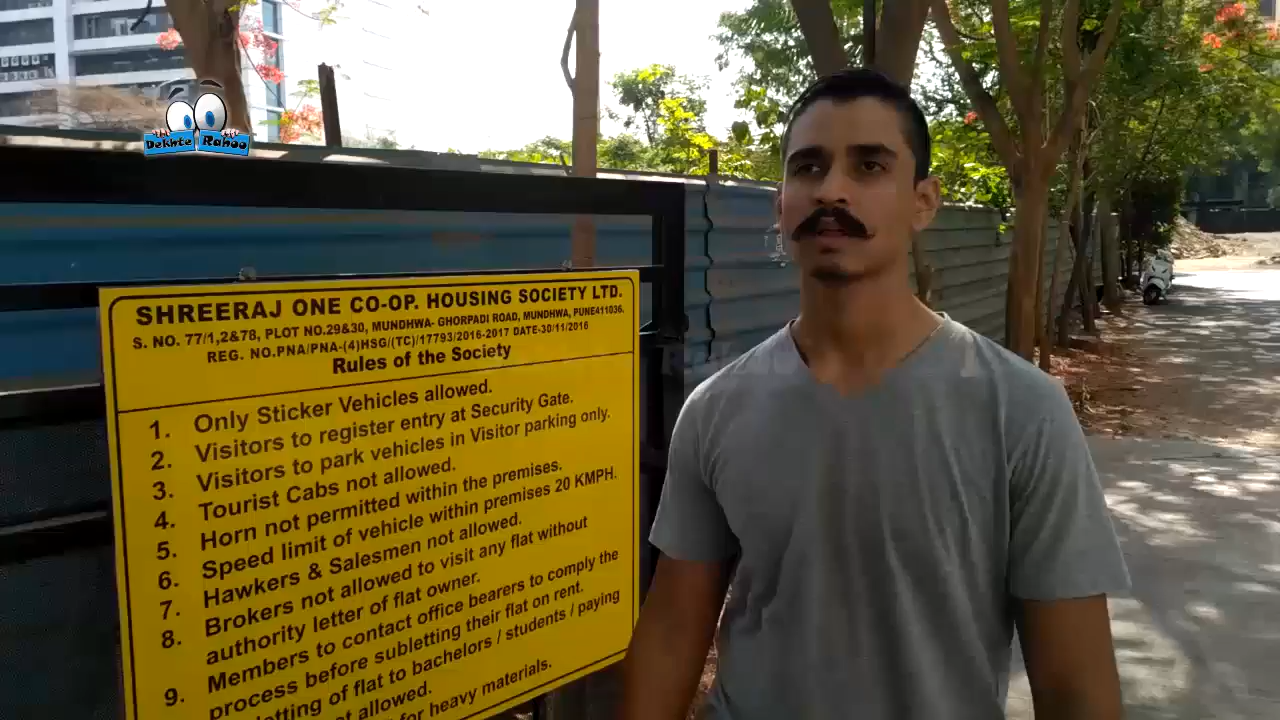 Dekhte Rahoo
SHREERAJ ONE CO-OP. HOUSING SOCIETY LTD.
S. NO. 77/1,2&78, PLOT NO.29&30, MUNDHWA- GHORPADI ROAD, MUNDHWA, PUNE411036.
REG. NO.PNA/PNA-(4)HSG/(TC)/17793/2016-2017 DATE-30/11/2016
Rules of the Society
1. Only Sticker Vehicles allowed.
2. Visitors to register entry at Security Gate.
3. Visitors to park vehicles in Visitor parking only.
4. Tourist Cabs not allowed.
5. Horn not permitted within the premises.
6. Speed limit of vehicle within premises 20 KMPH.
7. Hawkers & Salesmen not allowed.
8. Brokers not allowed to visit any flat without
authority letter of flat owner.
9. Members to contact office bearers to comply the
process before subletting their flat on rent.
of flat to bachelors / students / paying
allowed.
for heavy materials.